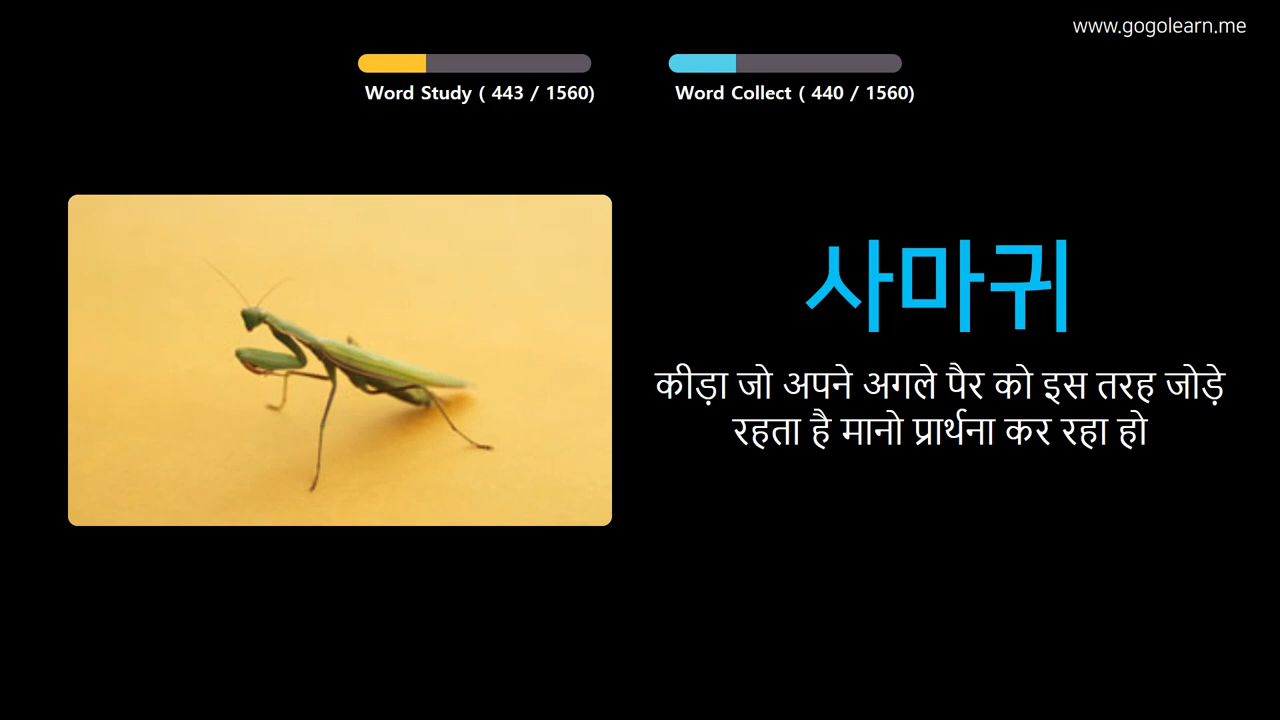 www.gogolearn.me
Word Study ( 443 / 1560)
Word Collect ( 440 / 1560)
사마귀
कीड़ा जो अपने अगले पैर को इस तरह जोड़े
रहता है मानो प्रार्थना कर रहा हो